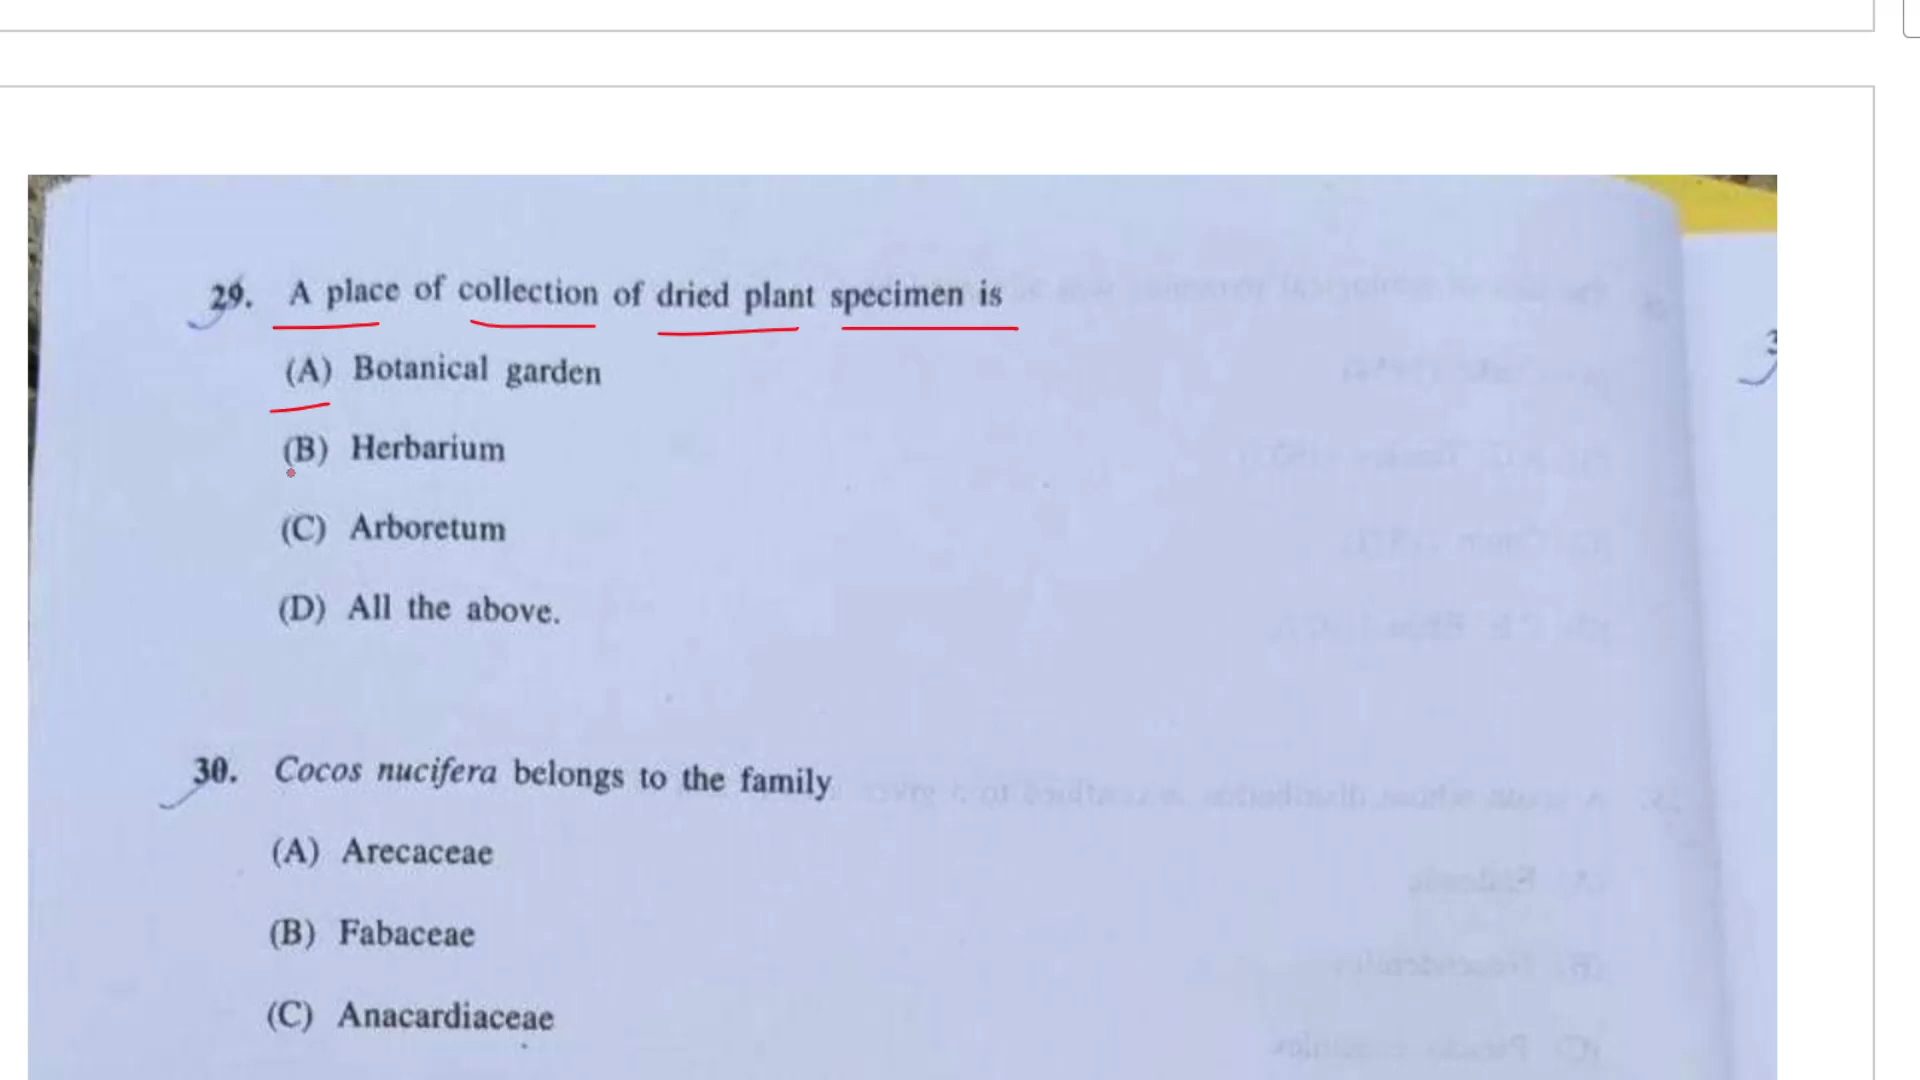 29. A place of collection of dried plant specimen is
(A) Botanical garden
(B) Herbarium
(C) Arboretum
(D) All the above.
30. Cocos nucifera belongs to the family
(A) Arecaceae
(B) Fabaceae
(C) Anacardiaceae